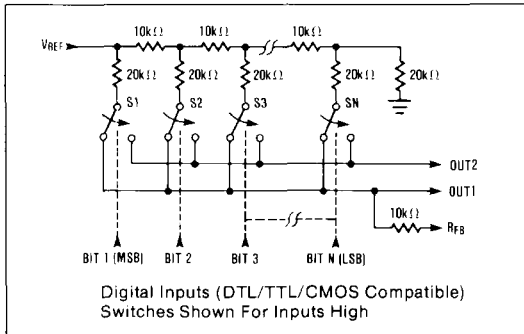 10kΩ 10kΩ 10kΩ
VREF
20kΩ 20kΩ 20kΩ 20kΩ 20kΩ
S1 S2 S3 SN
OUT2
OUT1
10kΩ
RFB
BIT 1 (MSB) BIT 2 BIT 3 BIT N (LSB)
Digital Inputs (DTL/TTL/CMOS Compatible)
Switches Shown For Inputs High